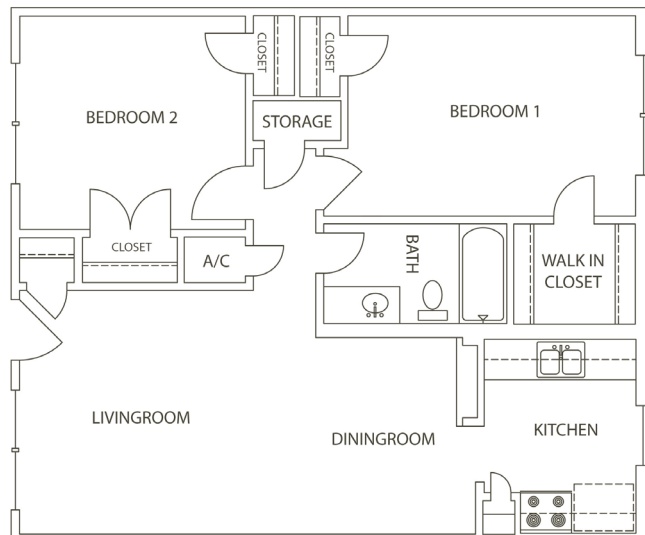 CLOSET
CLOSET
BEDROOM 2
STORAGE
BEDROOM 1
CLOSET
A/C
BATH
WALK IN
CLOSET
LIVINGROOM
DININGROOM
KITCHEN